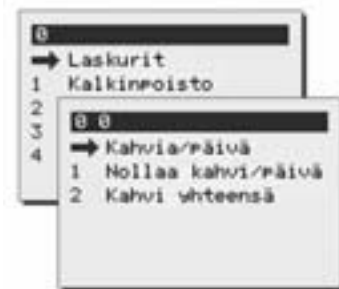 0
→ Laskurit
1 Kalkinpoisto
2
3
4
0 0
→ Kahvia/päivä
1 Nollaa kahvi/päivä
2 Kahvi yhteensä